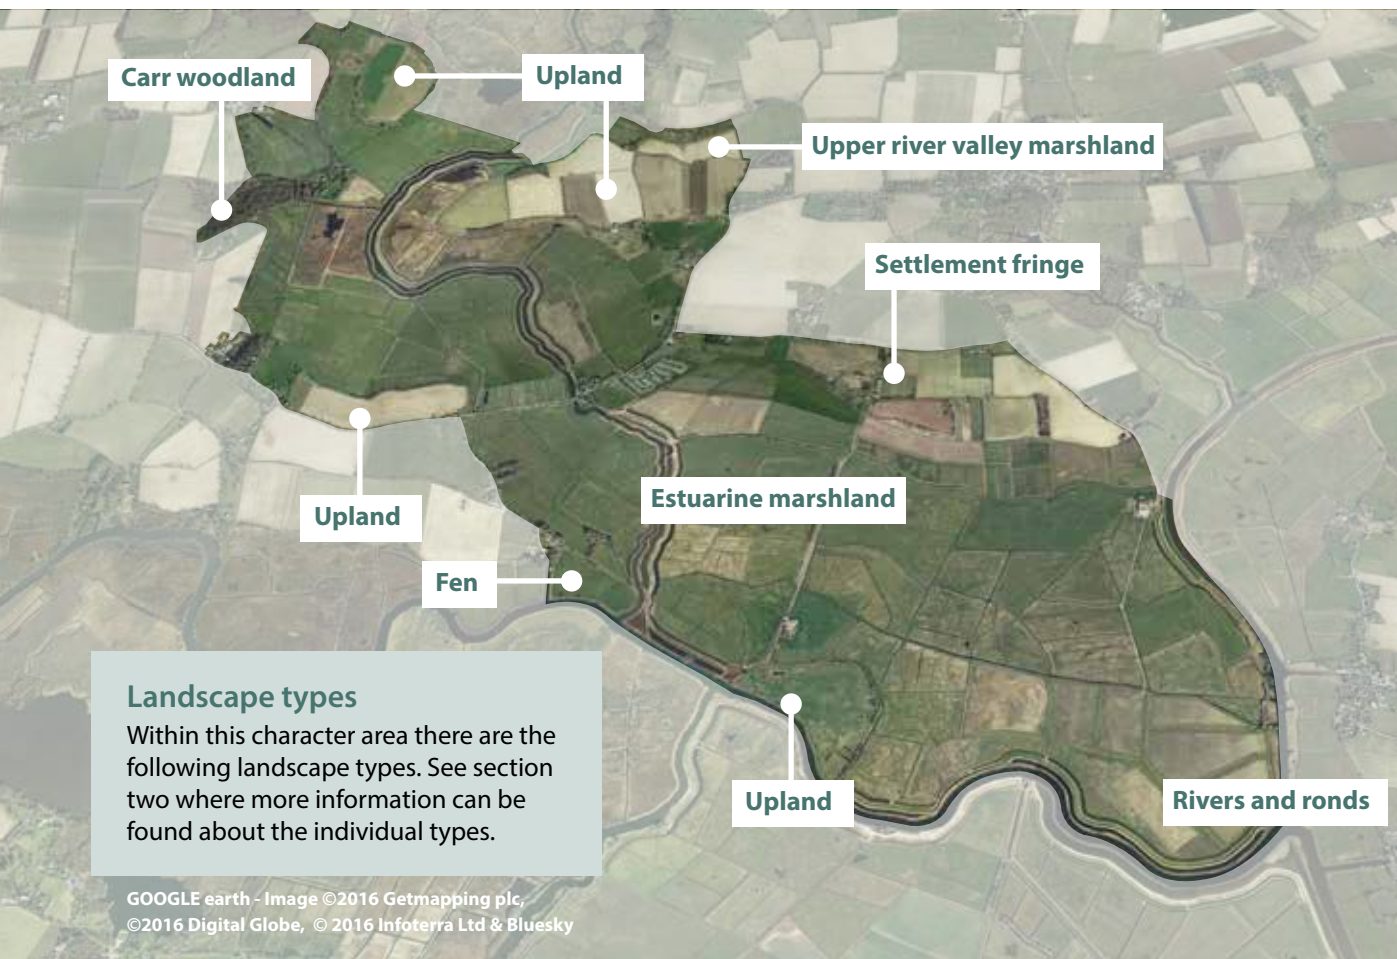 Carr woodland
Upland
Upper river valley marshland
Settlement fringe
Upland
Estuarine marshland
Fen
Landscape types
Within this character area there are the
following landscape types. See section
two where more information can be
found about the individual types.
Upland
Rivers and ronds
GOOGLE earth - Image ©2016 Getmapping plc,
©2016 Digital Globe,  © 2016 Infoterra Ltd & Bluesky